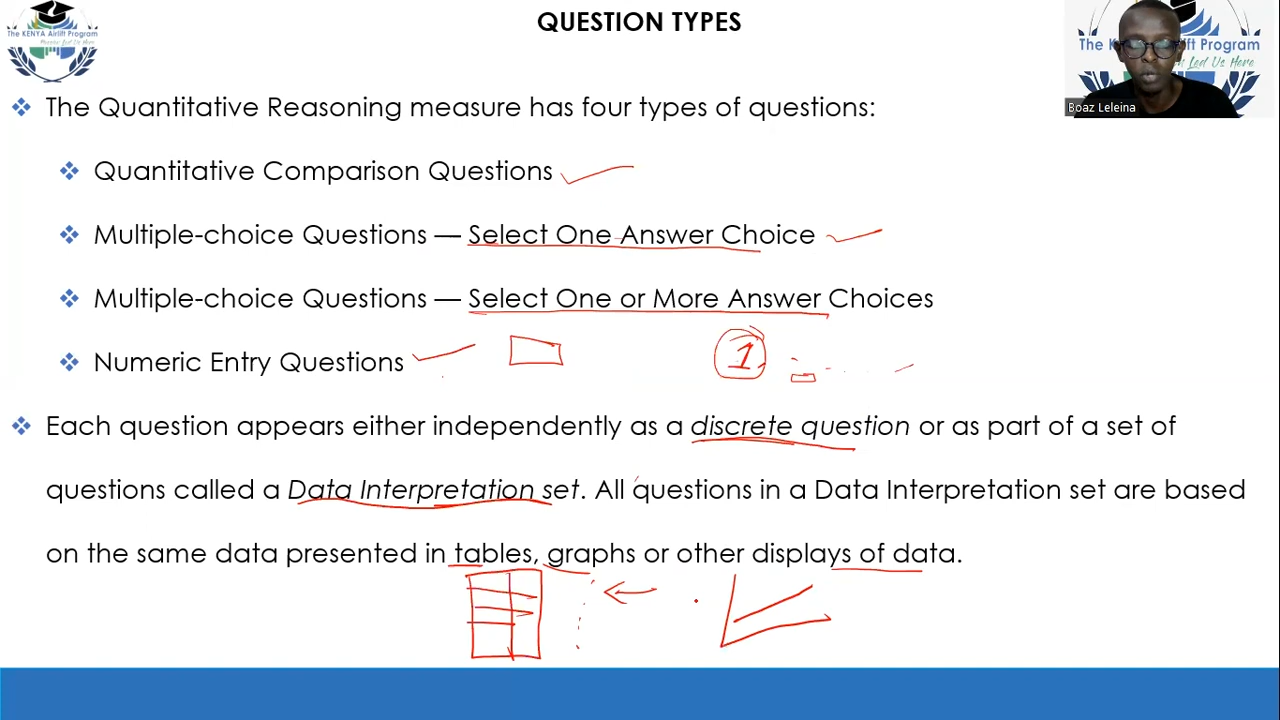 QUESTION TYPES
The KENYA Airlift Program
The Quantitative Reasoning measure has four types of questions:
Boaz Leleina
Quantitative Comparison Questions
Multiple-choice Questions — Select One Answer Choice
Multiple-choice Questions — Select One or More Answer Choices
1
Numeric Entry Questions
Each question appears either independently as a discrete question or as part of a set of
questions called a Data Interpretation set. All questions in a Data Interpretation set are based
on the same data presented in tables, graphs or other displays of data.